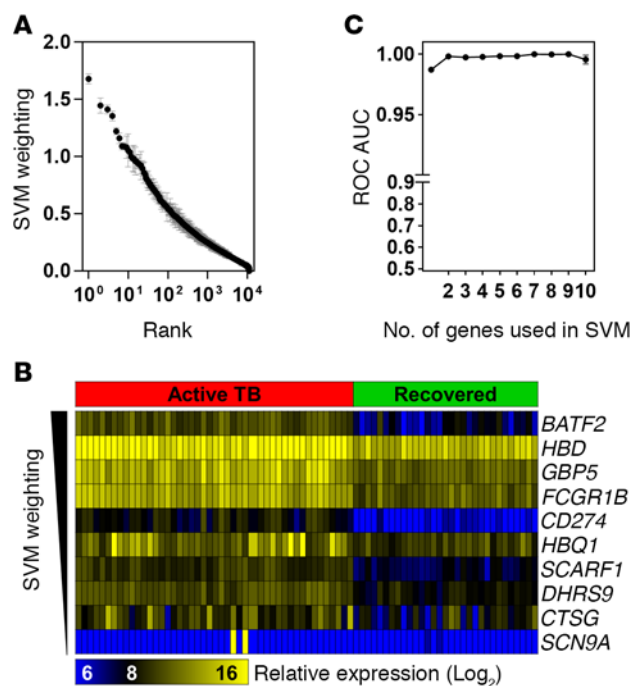 A
SVM weighting
2.0
1.5
1.0
0.5
0.0
10⁰ 10¹ 10² 10³ 10⁴
Rank
C
ROC AUC
1.00
0.95
0.9
0.8
0.7
0.6
0.5
2 3 4 5 6 7 8 9 10
No. of genes used in SVM
B
Active TB Recovered
SVM weighting
BATF2
HBD
GBP5
FCGR1B
CD274
HBQ1
SCARF1
DHRS9
CTSG
SCN9A
6 8 16 Relative expression (Log₂)